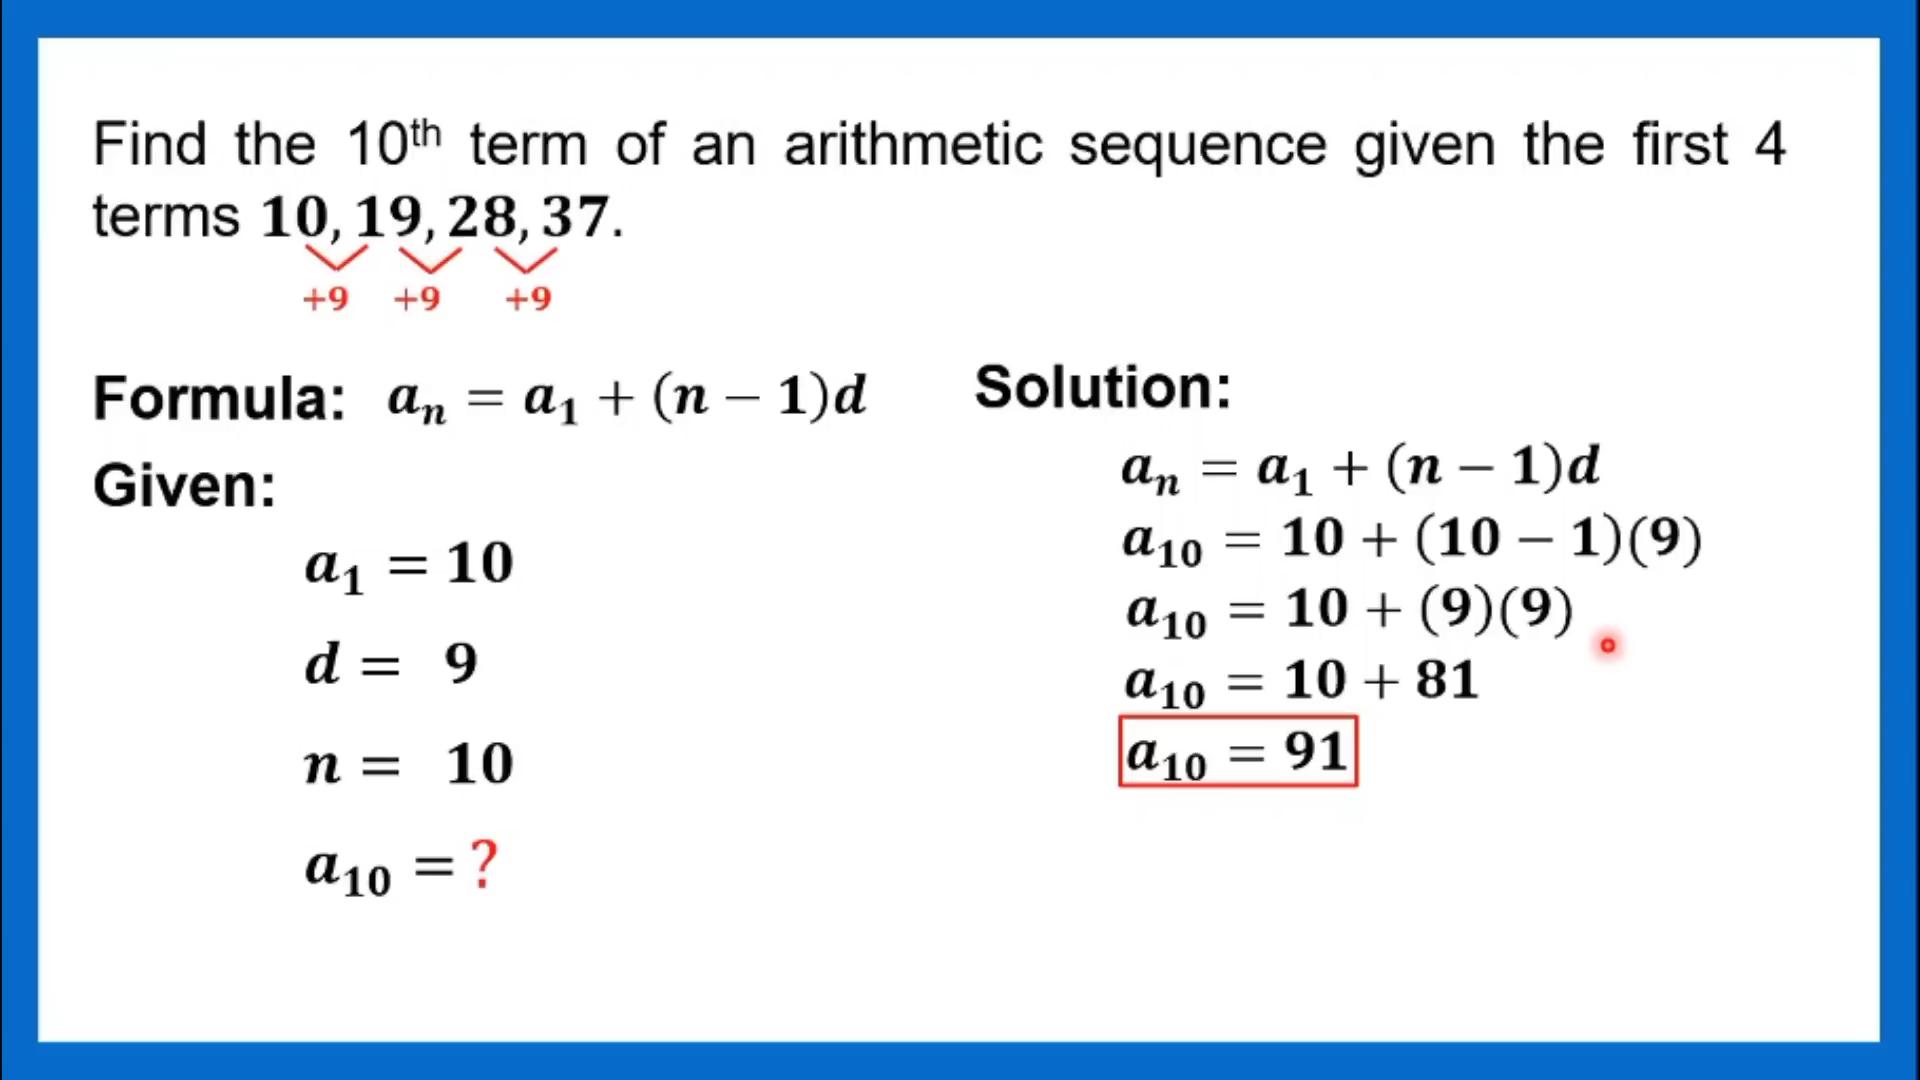 Find the 10th term of an arithmetic sequence given the first 4
terms 10, 19, 28, 37.
+9 +9 +9
Formula: aₙ = a₁ + (n − 1)d
Given:
a₁ = 10
d = 9
n = 10
a₁₀ = ?
Solution:
aₙ = a₁ + (n − 1)d
a₁₀ = 10 + (10 − 1)(9)
a₁₀ = 10 + (9)(9)
a₁₀ = 10 + 81
a₁₀ = 91